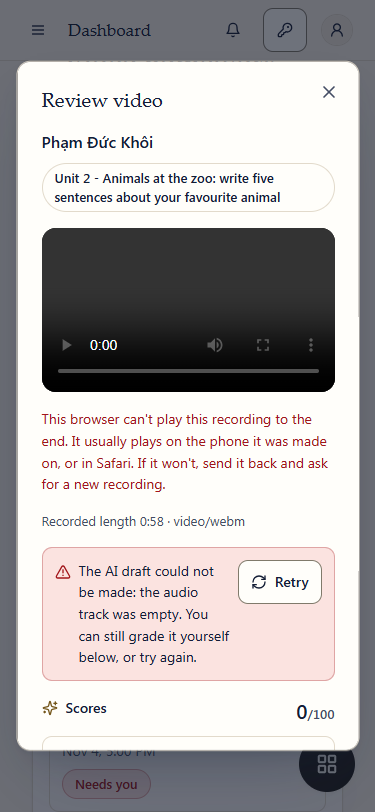 Dashboard
Review video
Phạm Đức Khôi
Unit 2 - Animals at the zoo: write five
sentences about your favourite animal
0:00
This browser can't play this recording to the
end. It usually plays on the phone it was made
on, or in Safari. If it won't, send it back and ask
for a new recording.
Recorded length 0:58 · video/webm
The AI draft could not
be made: the audio
track was empty. You
can still grade it yourself
below, or try again.
Retry
Scores
0/100
Nov 4, 5:00 PM
Needs you